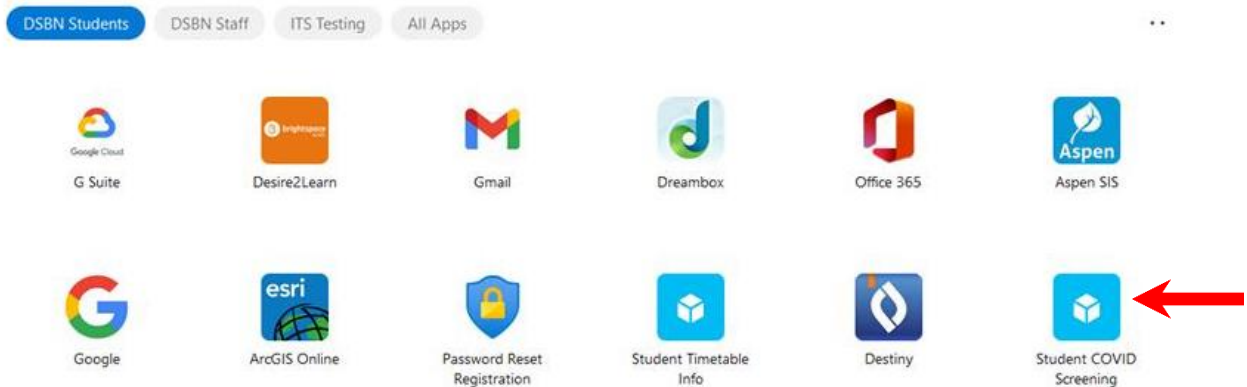 DSBN Students DSBN Staff ITS Testing All Apps
Google Cloud
brightspace
Aspen
G Suite Desire2Learn Gmail Dreambox Office 365 Aspen SIS
esri
Google ArcGIS Online Password Reset Registration Student Timetable Info Destiny Student COVID Screening